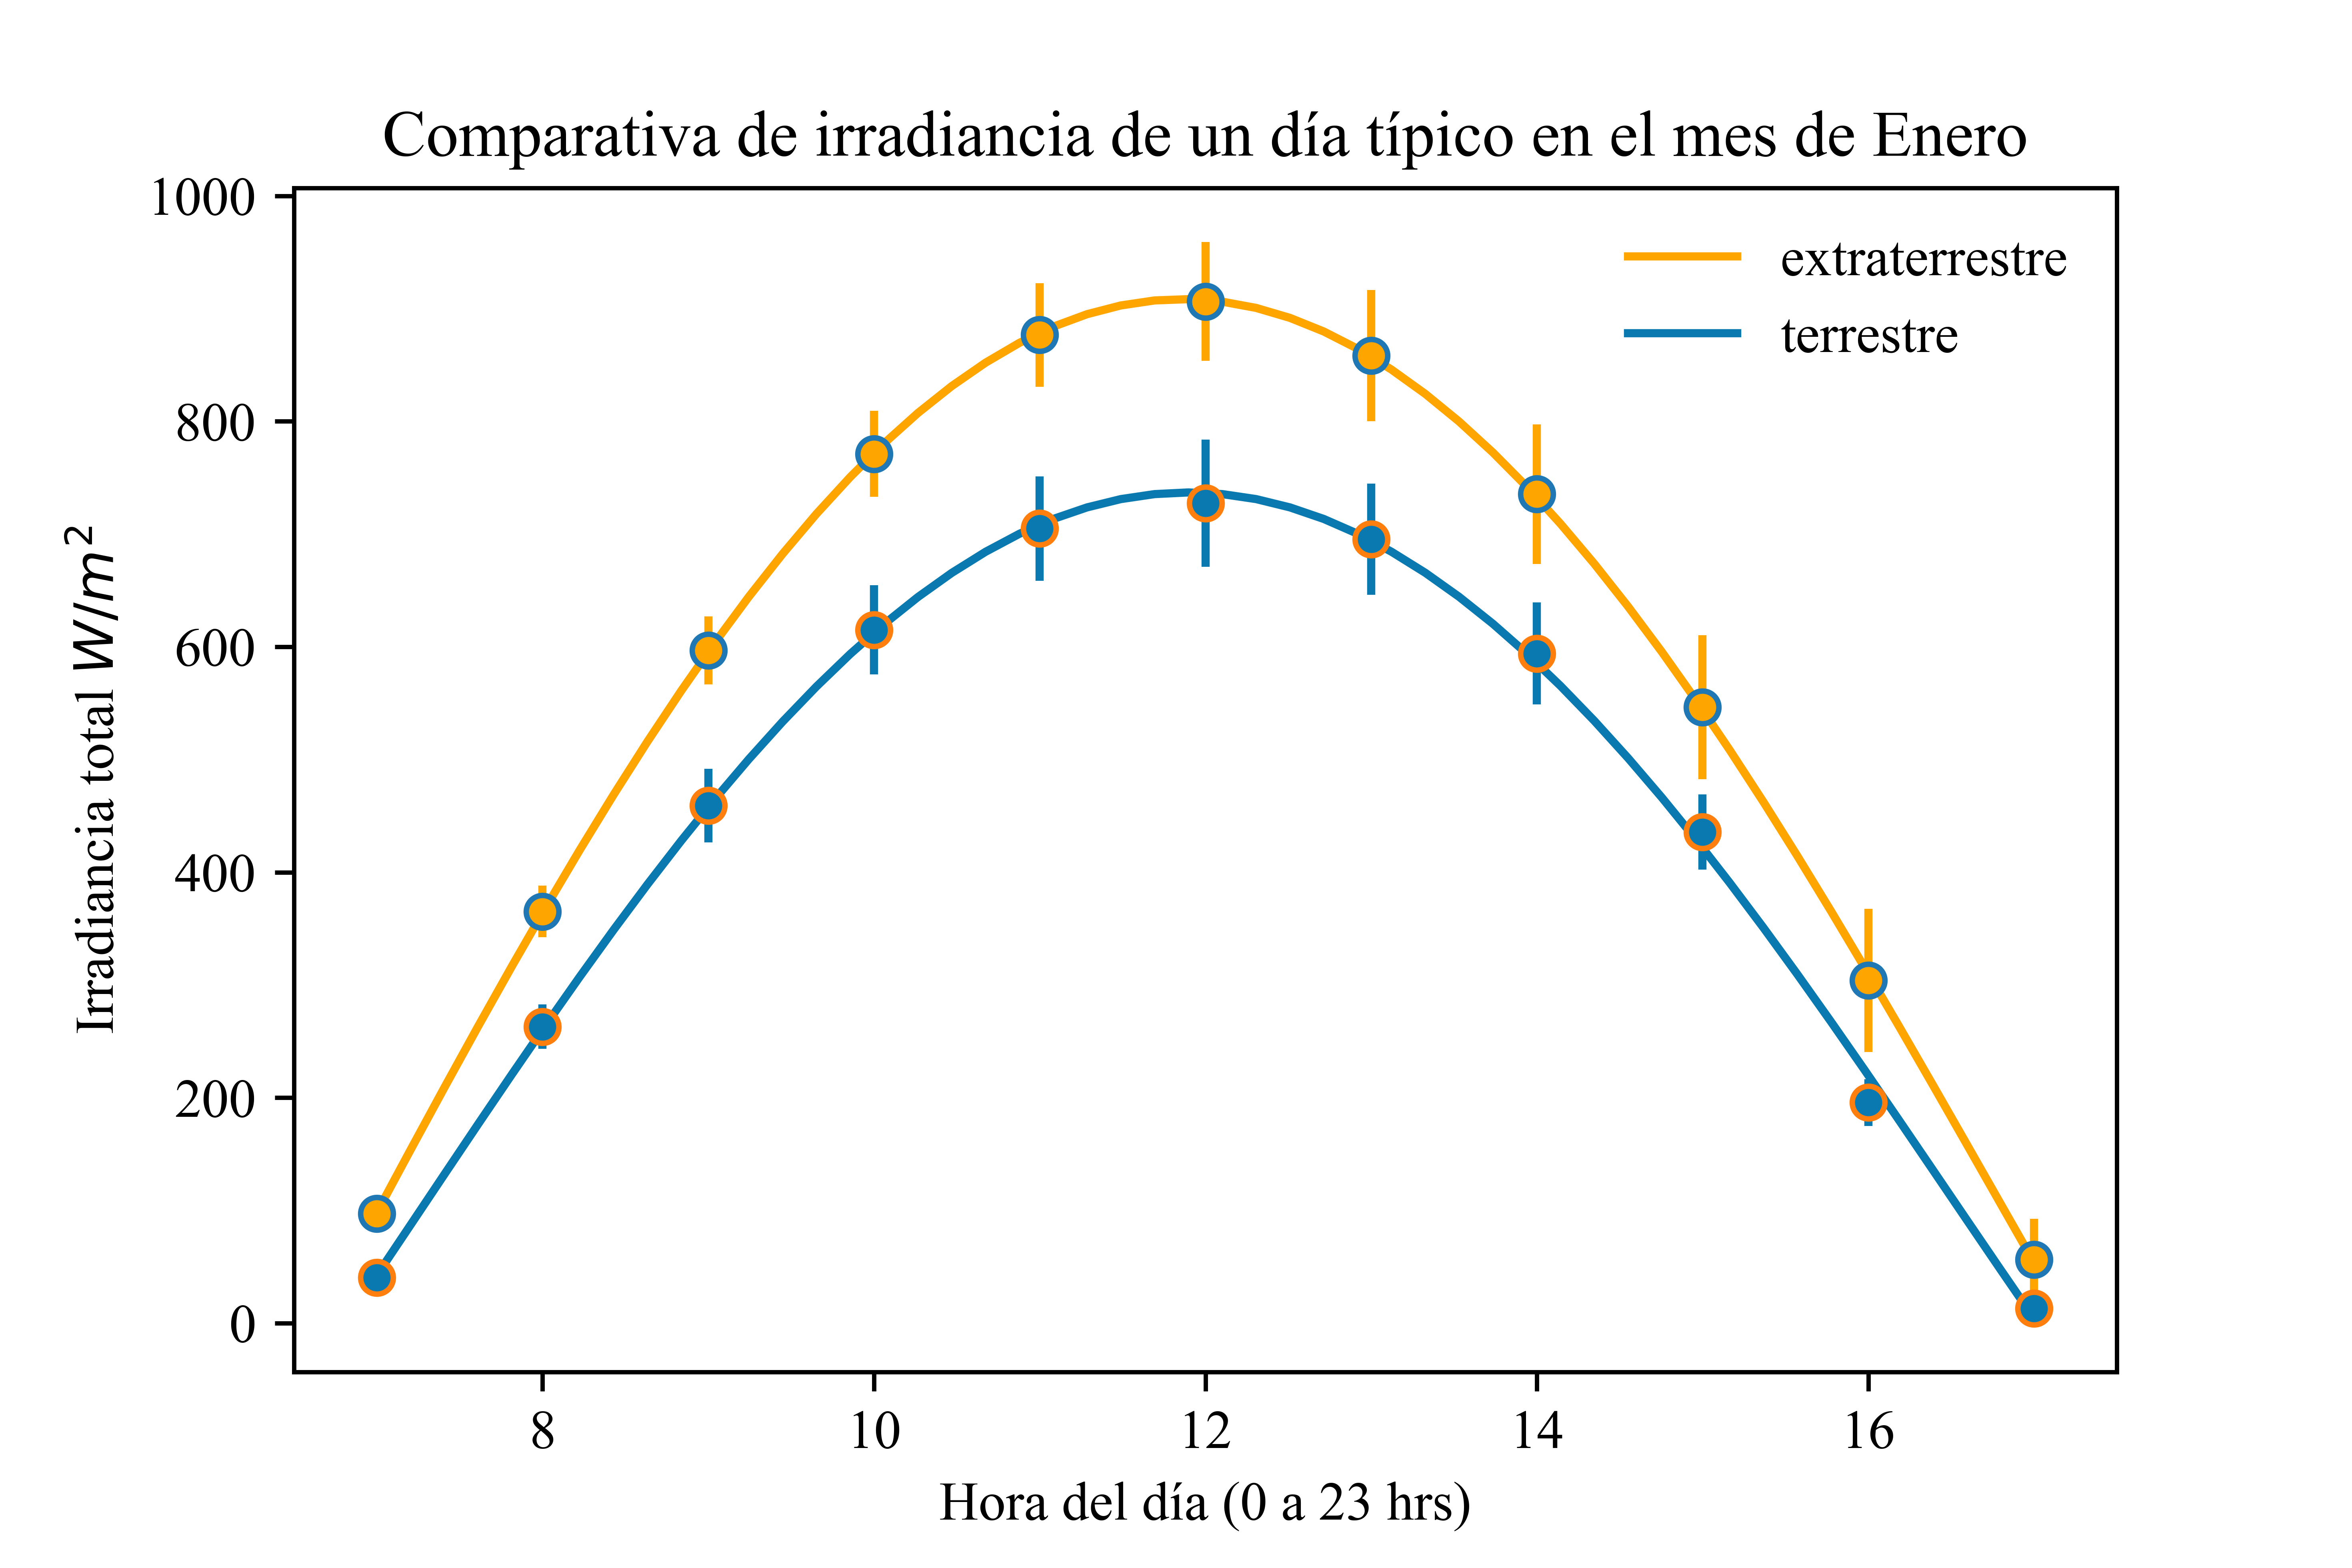 Comparativa de irradiancia de un día típico en el mes de Enero
1000
800
600
400
200
0
Irradiancia total W/m²
extraterrestre
terrestre
8 10 12 14 16
Hora del día (0 a 23 hrs)